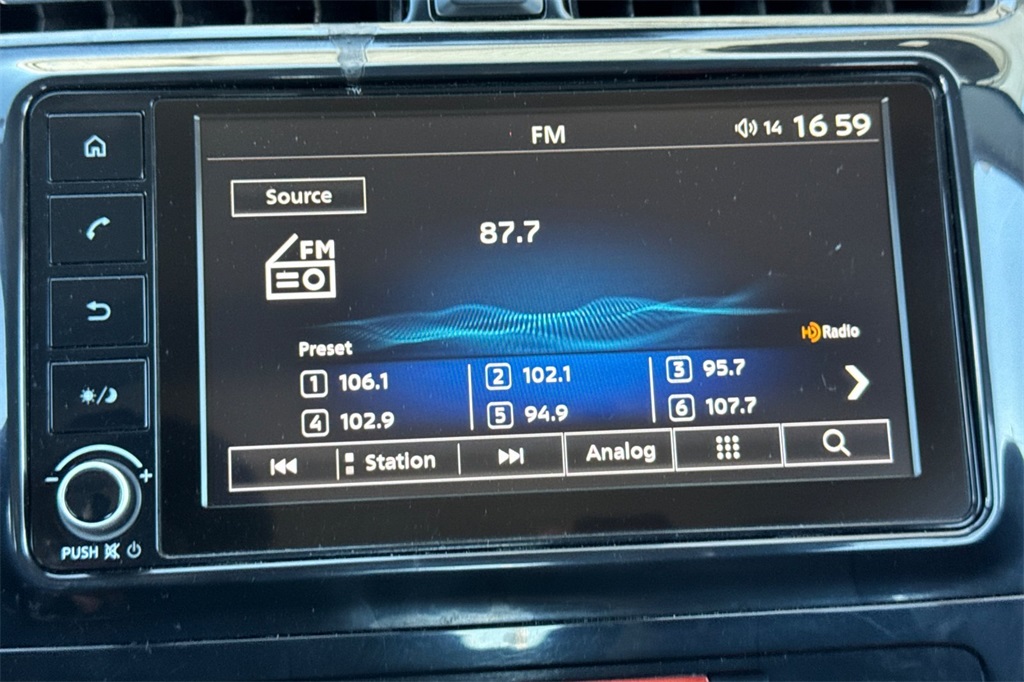 FM
14 16 59
Source
87.7
FM
HD Radio
Preset
1 106.1
2 102.1
3 95.7
4 102.9
5 94.9
6 107.7
Station
Analog
- +
PUSH